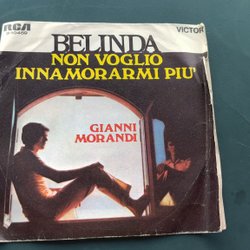 RCA
VICTOR
BELINDA
NON VOGLIO
INNAMORARMI PIU'
GIANNI
MORANDI